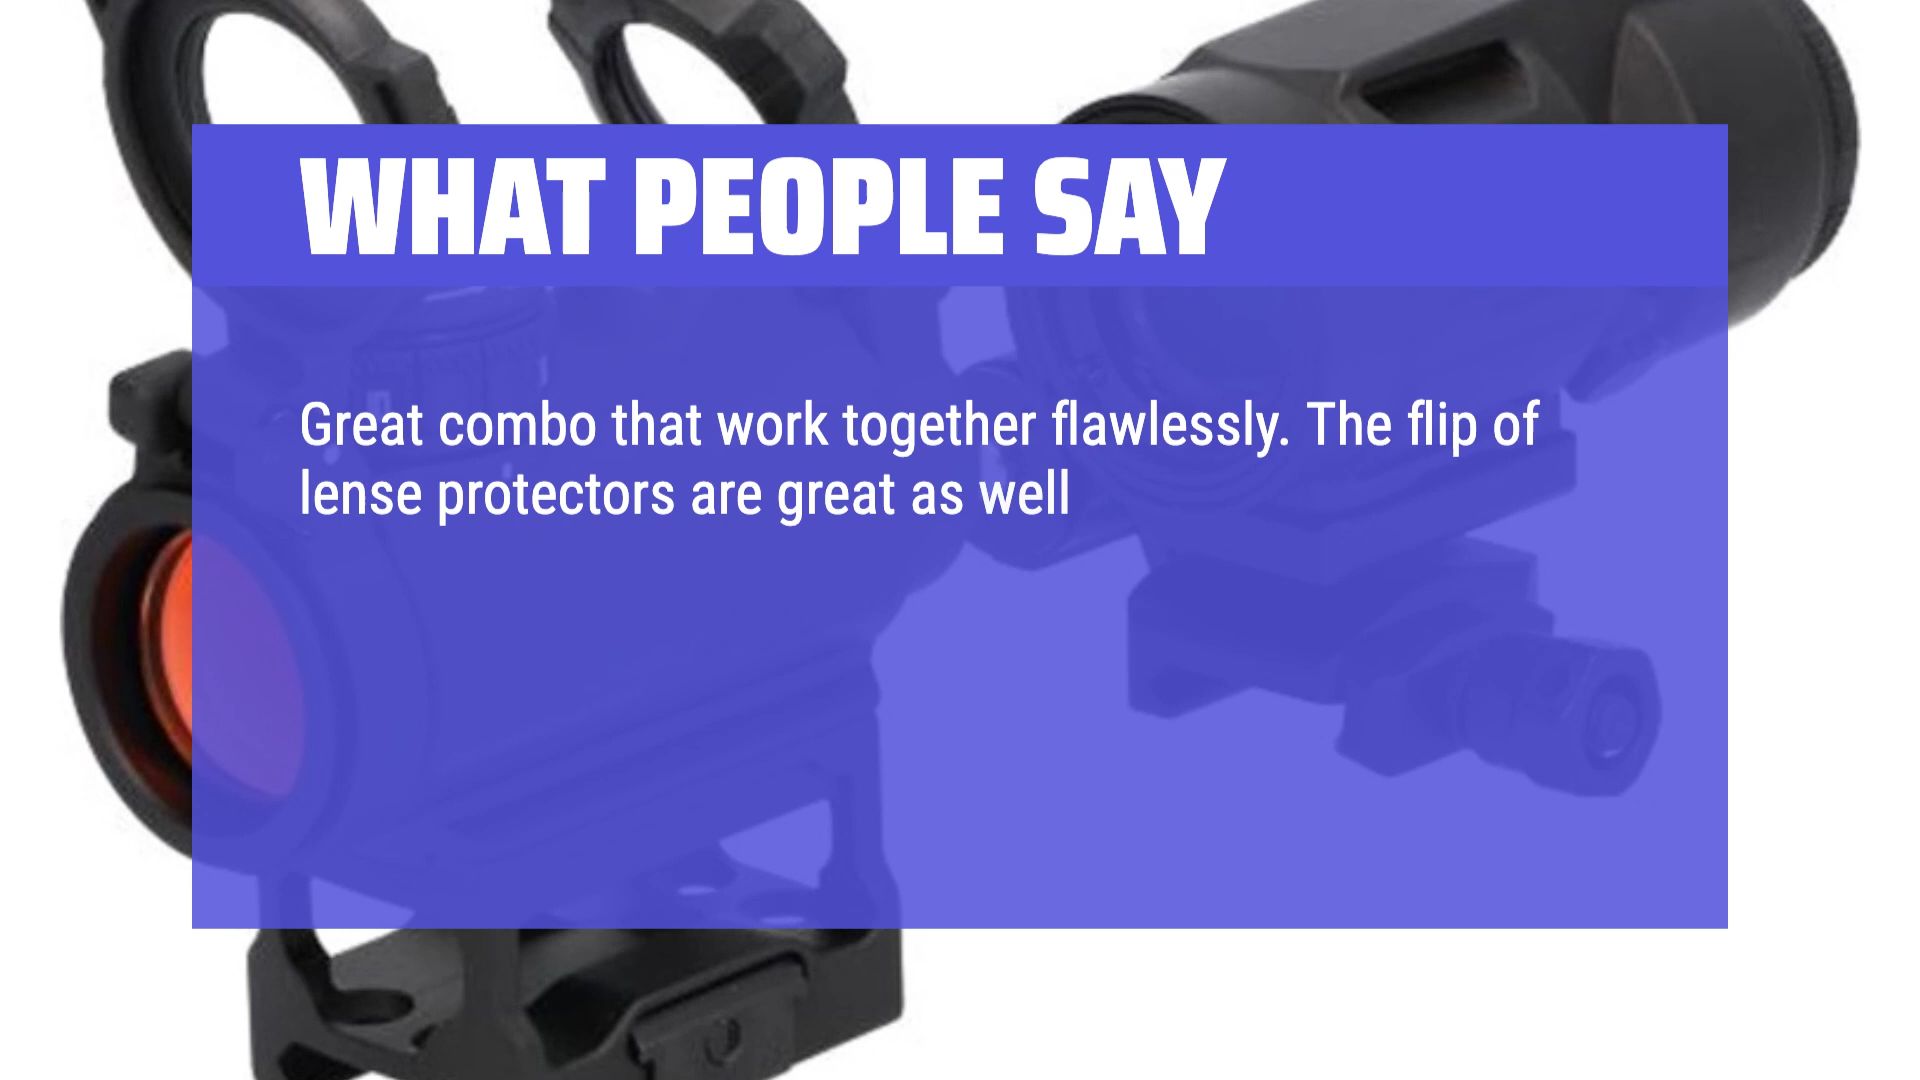 WHAT PEOPLE SAY
Great combo that work together flawlessly. The flip of
lense protectors are great as well